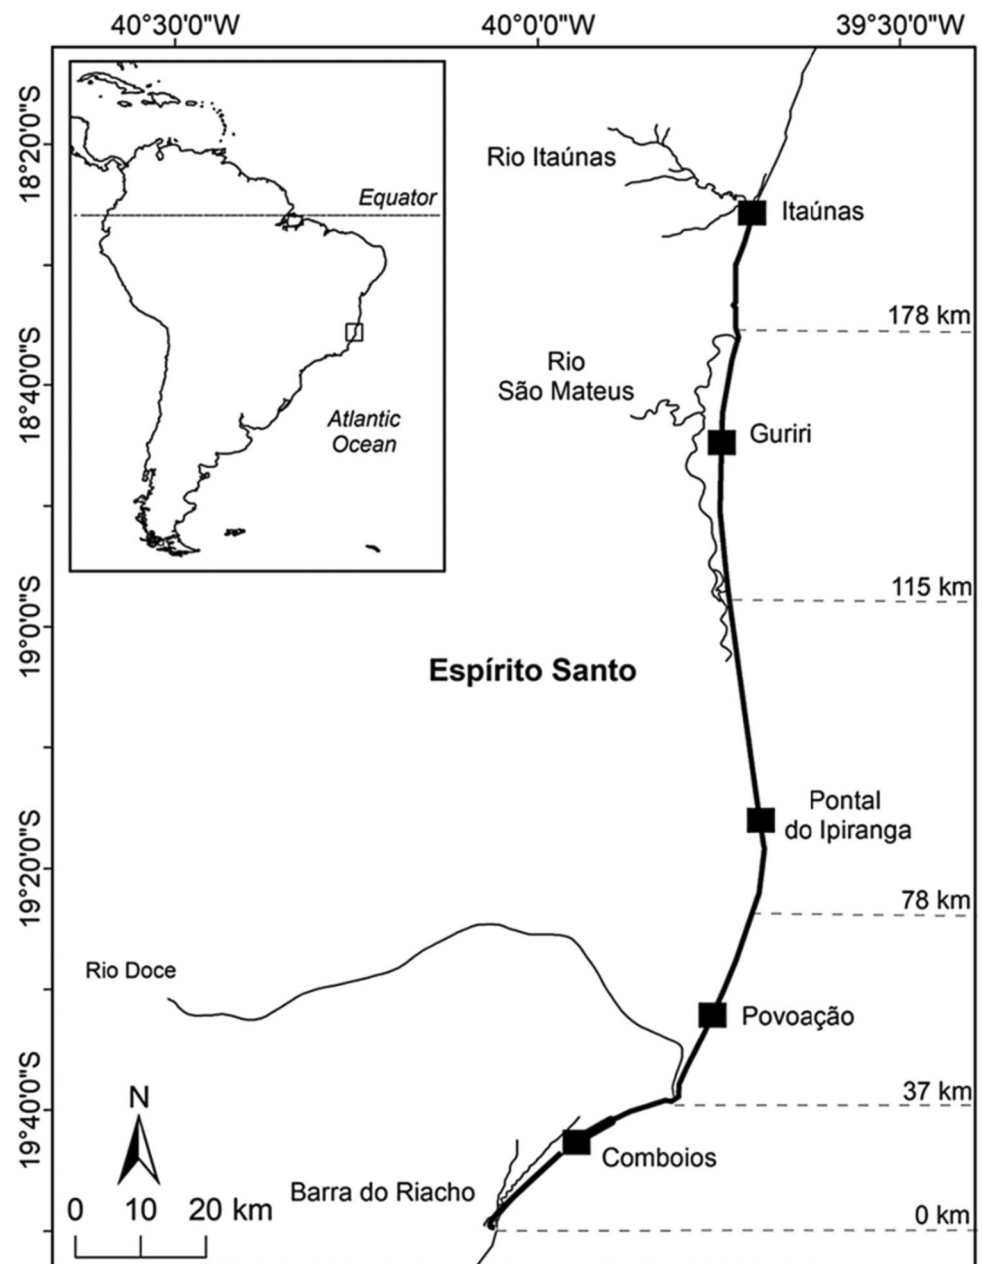 40°30'0"W
40°0'0"W
39°30'0"W
18°20'0"S
18°40'0"S
19°0'0"S
19°20'0"S
19°40'0"S
Equator
Atlantic
Ocean
Rio Itaúnas
Itaúnas
178 km
Rio
São Mateus
Guriri
115 km
Espírito Santo
Pontal
do Ipiranga
78 km
Rio Doce
Povoação
37 km
Comboios
Barra do Riacho
0 km
N
0 10 20 km